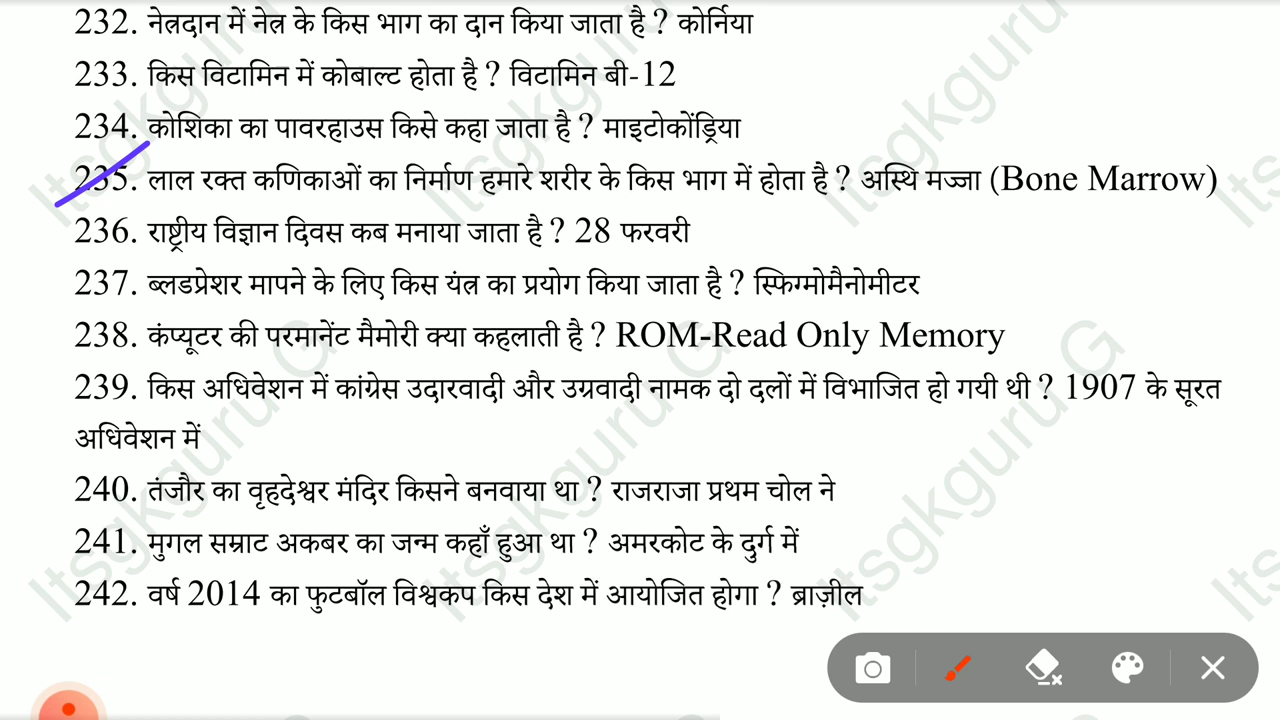 232. नेत्रदान में नेत्र के किस भाग का दान किया जाता है ? कोर्निया
233. किस विटामिन में कोबाल्ट होता है ? विटामिन बी-12
234. कोशिका का पावरहाउस किसे कहा जाता है ? माइटोकोंड्रिया
235. लाल रक्त कणिकाओं का निर्माण हमारे शरीर के किस भाग में होता है ? अस्थि मज्जा (Bone Marrow)
236. राष्ट्रीय विज्ञान दिवस कब मनाया जाता है ? 28 फरवरी
237. ब्लडप्रेशर मापने के लिए किस यंत्र का प्रयोग किया जाता है ? स्फिग्मोमैनोमीटर
238. कंप्यूटर की परमानेंट मैमोरी क्या कहलाती है ? ROM-Read Only Memory
239. किस अधिवेशन में कांग्रेस उदारवादी और उग्रवादी नामक दो दलों में विभाजित हो गयी थी ? 1907 के सूरत
अधिवेशन में
240. तंजौर का वृहदेश्वर मंदिर किसने बनवाया था ? राजराजा प्रथम चोल ने
241. मुगल सम्राट अकबर का जन्म कहाँ हुआ था ? अमरकोट के दुर्ग में
242. वर्ष 2014 का फुटबॉल विश्वकप किस देश में आयोजित होगा ? ब्राज़ील
Itsgkguru G
Itsgkguru G
Itsgkguru G